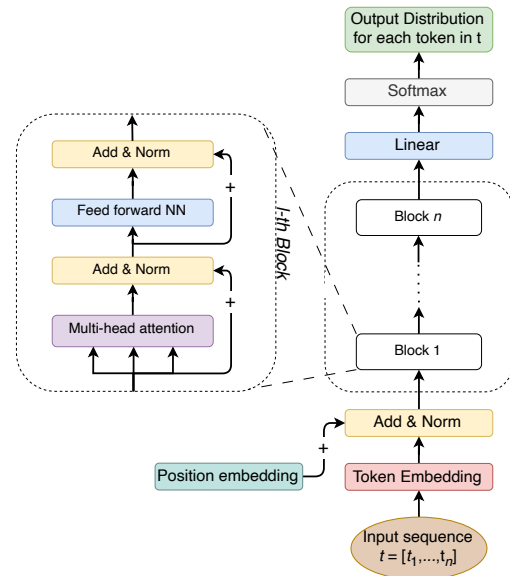 Output Distribution
for each token in t
Softmax
Linear
Block n
Block 1
Add & Norm
+
Position embedding
Token Embedding
Input sequence
t = [t₁,...,tₙ]
l-th Block
Add & Norm
+
Feed forward NN
Add & Norm
+
Multi-head attention